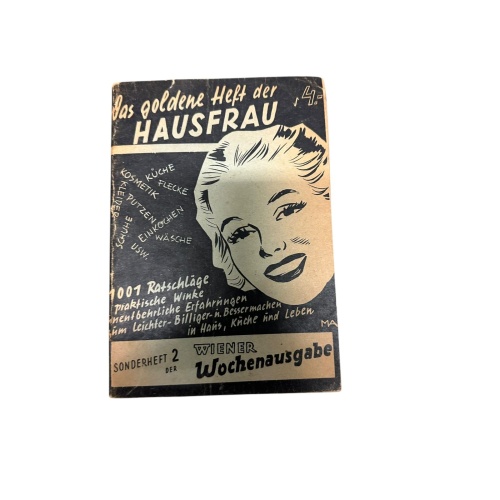 Das goldene Heft der
HAUSFRAU
4.-
KÜCHE
KOSMETIK
FLECKE
KLEIDER
PUTZEN
SCHUHE
EINKOCHEN
WÄSCHE
USW.
1001 Ratschläge
praktische Winke
unentbehrliche Erfahrungen
zum Leichter-Billiger-u. Bessermachen
in Haus, Küche und Leben
MA
SONDERHEFT 2
DER
WIENER
Wochenausgabe